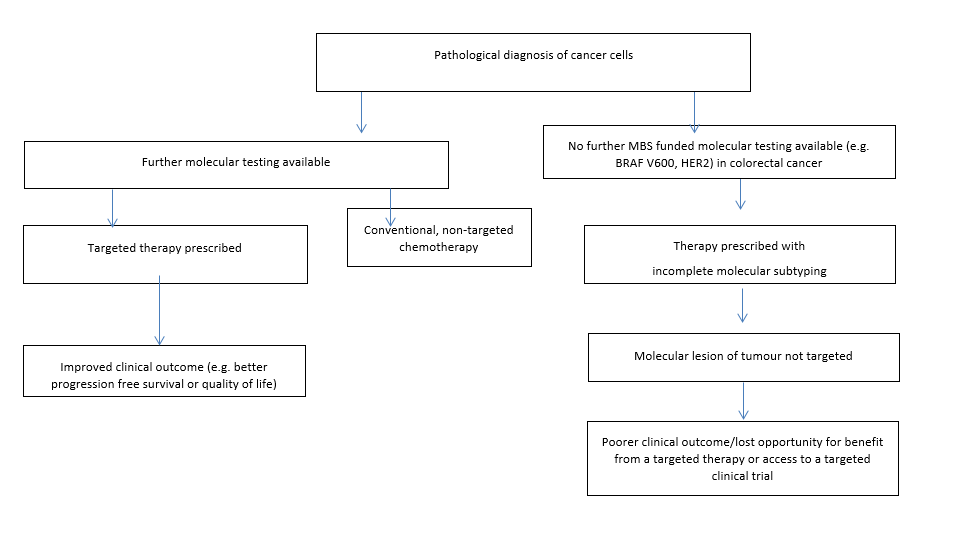 Pathological diagnosis of cancer cells
Further molecular testing available
No further MBS funded molecular testing available (e.g.
BRAF V600, HER2) in colorectal cancer
Targeted therapy prescribed
Conventional, non-targeted
chemotherapy
Therapy prescribed with
incomplete molecular subtyping
Improved clinical outcome (e.g. better
progression free survival or quality of life)
Molecular lesion of tumour not targeted
Poorer clinical outcome/lost opportunity for benefit
from a targeted therapy or access to a targeted
clinical trial